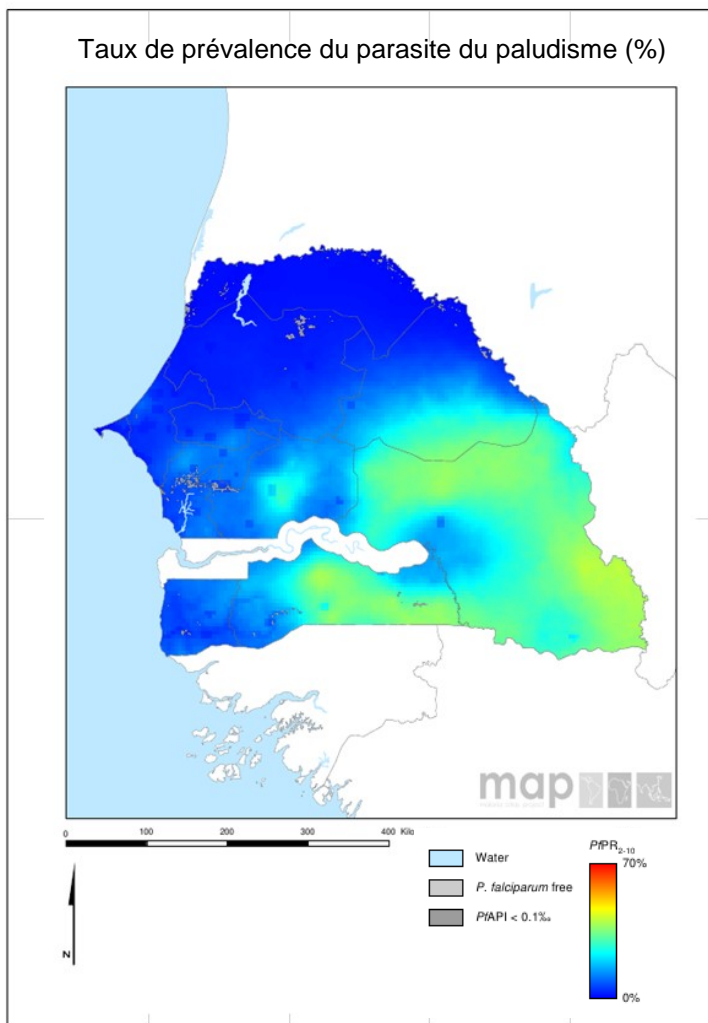 Taux de prévalence du parasite du paludisme (%)
map
0 100 200 300 400 Kilo
N
Water
P. falciparum free
PfAPI < 0.1‰
PfPR2-10
70%
0%